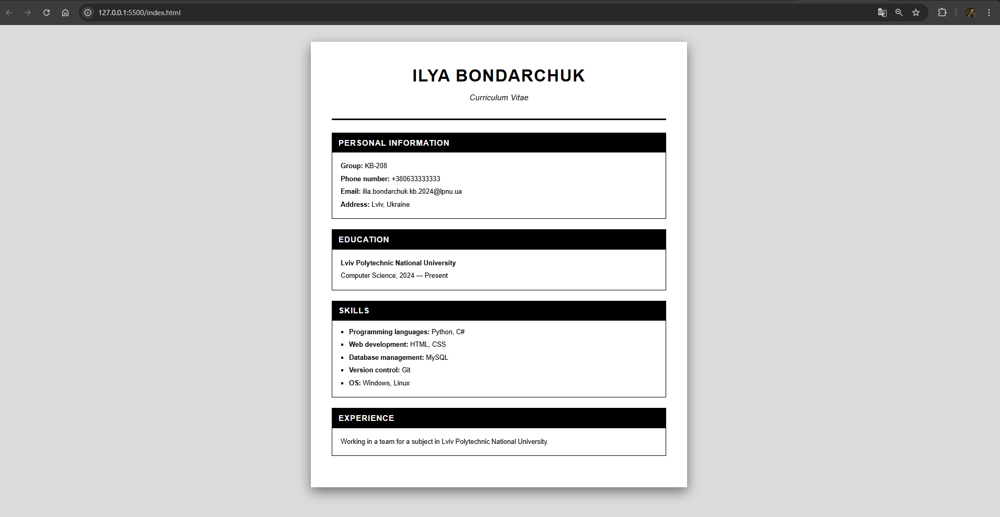 127.0.0.1:5500/index.html
ILYA BONDARCHUK
Curriculum Vitae
PERSONAL INFORMATION
Group: KB-208
Phone number: +380633333333
Email: ilia.bondarchuk.kb.2024@lpnu.ua
Address: Lviv, Ukraine
EDUCATION
Lviv Polytechnic National University
Computer Science, 2024 — Present
SKILLS
▪ Programming languages: Python, C#
▪ Web development: HTML, CSS
▪ Database management: MySQL
▪ Version control: Git
▪ OS: Windows, Linux
EXPERIENCE
Working in a team for a subject in Lviv Polytechnic National University.